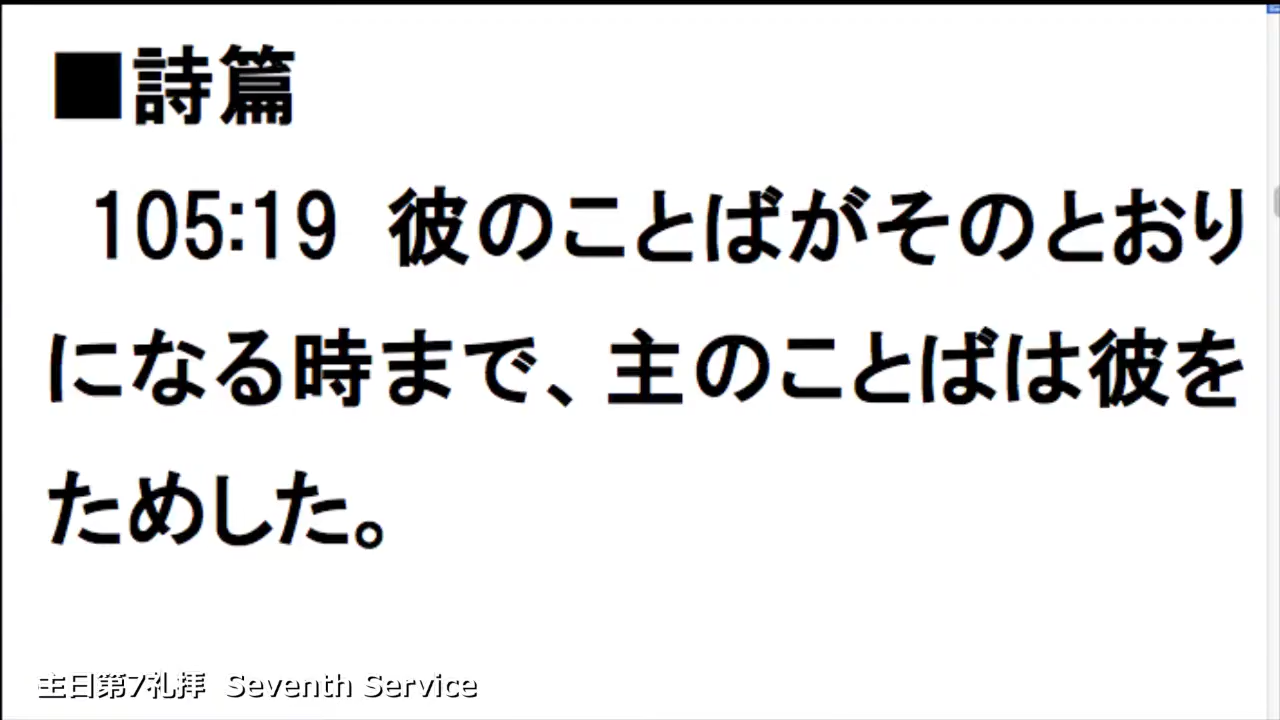 ■詩篇
105:19 彼のことばがそのとおり
になる時まで、主のことばは彼を
ためした。
主日第7礼拝 Seventh Service